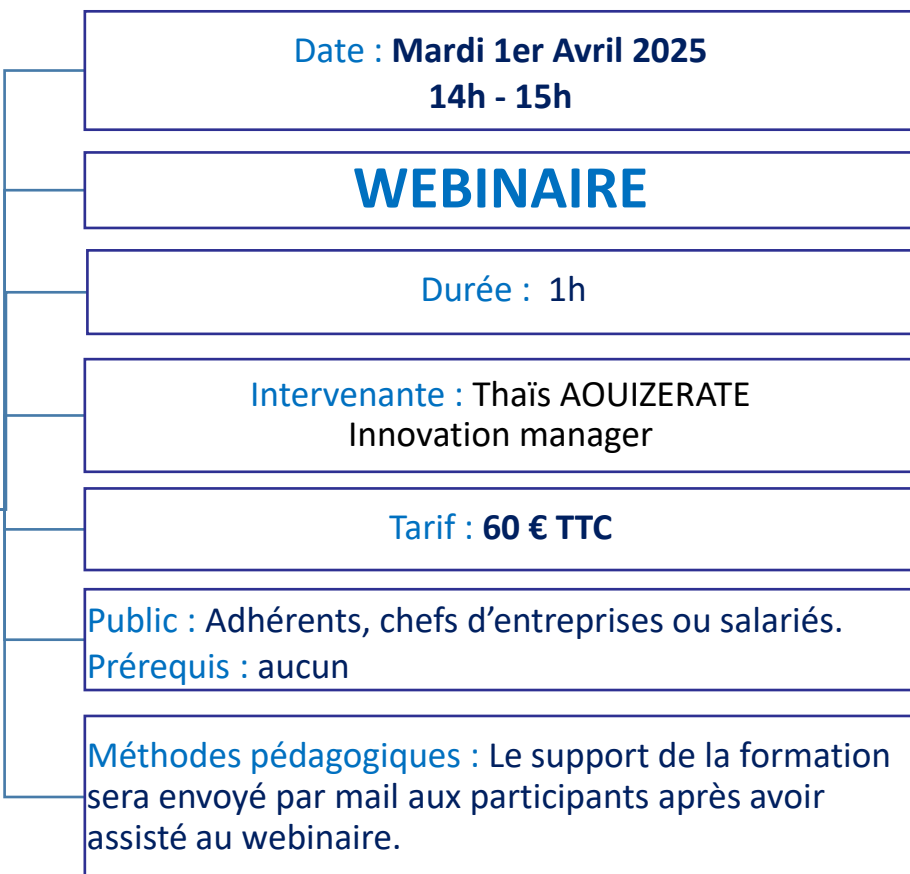 Date : Mardi 1er Avril 2025
14h - 15h
WEBINAIRE
Durée : 1h
Intervenante : Thaïs AOUIZERATE
Innovation manager
Tarif : 60 € TTC
Public : Adhérents, chefs d’entreprises ou salariés.
Prérequis : aucun
Méthodes pédagogiques : Le support de la formation
sera envoyé par mail aux participants après avoir
assisté au webinaire.